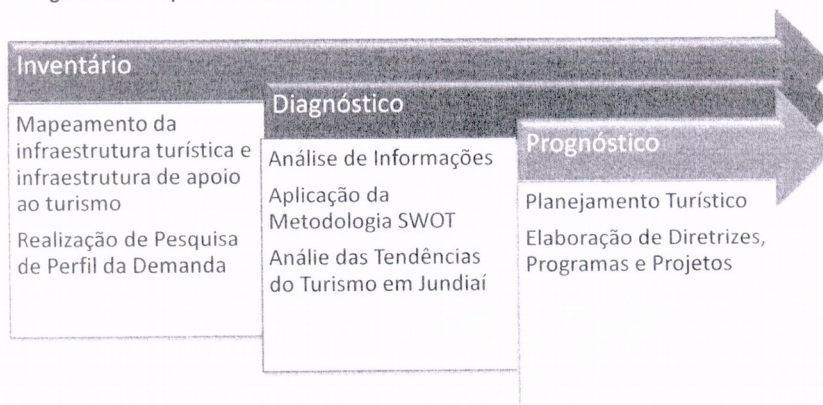 Inventário
Mapeamento da
infraestrutura turística e
infraestrutura de apoio
ao turismo
Realização de Pesquisa
de Perfil da Demanda
Diagnóstico
Análise de Informações
Aplicação da
Metodologia SWOT
Análie das Tendências
do Turismo em Jundiaí
Prognóstico
Planejamento Turístico
Elaboração de Diretrizes,
Programas e Projetos